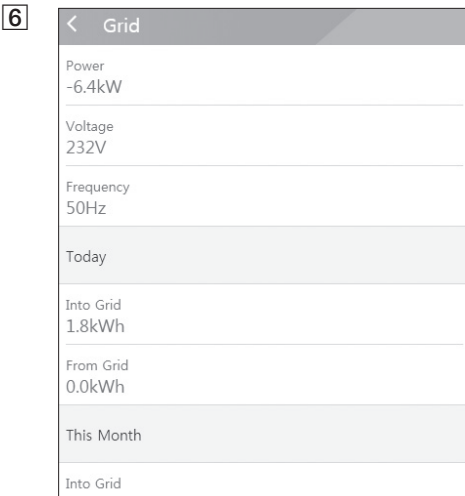 6
< Grid
Power
-6.4kW
Voltage
232V
Frequency
50Hz
Today
Into Grid
1.8kWh
From Grid
0.0kWh
This Month
Into Grid